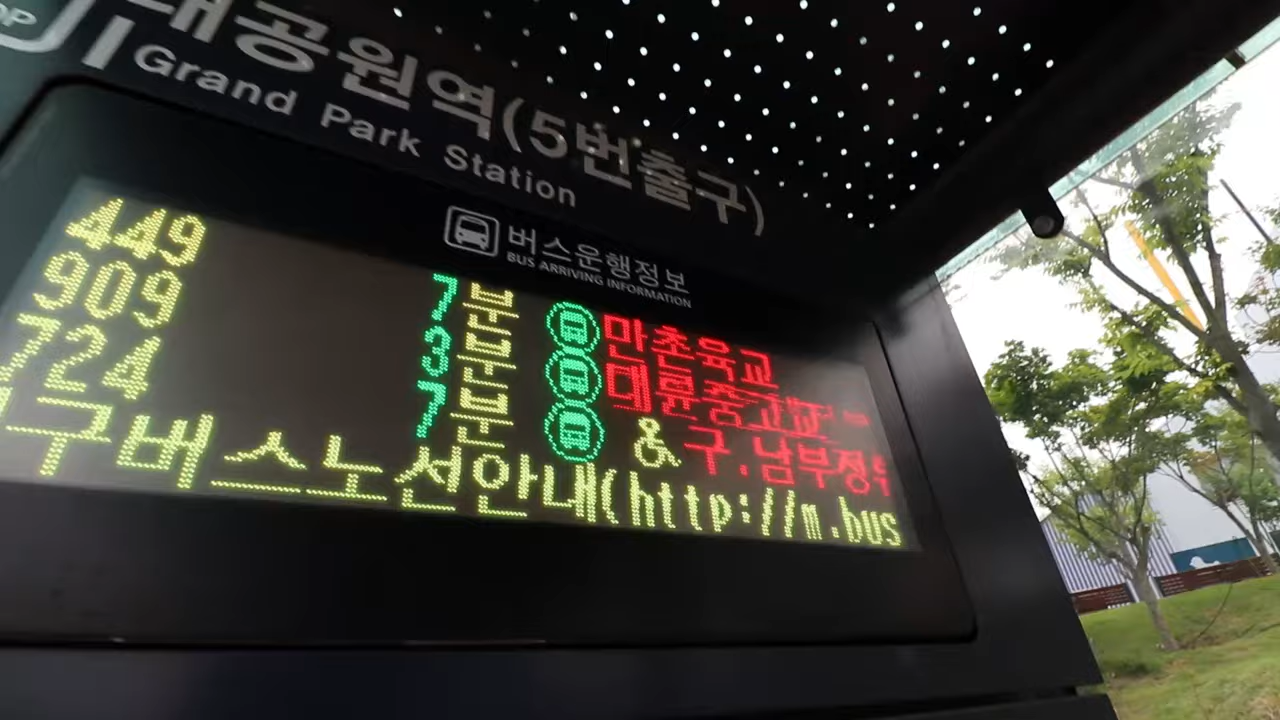 OP
대공원역(5번출구)
Grand Park Station
버스운행정보
BUS ARRIVING INFORMATION
449 7분 만촌육교
909 3분 대륜중고
724 7분 & 구.남부정
구버스노선안내(http://m.bus